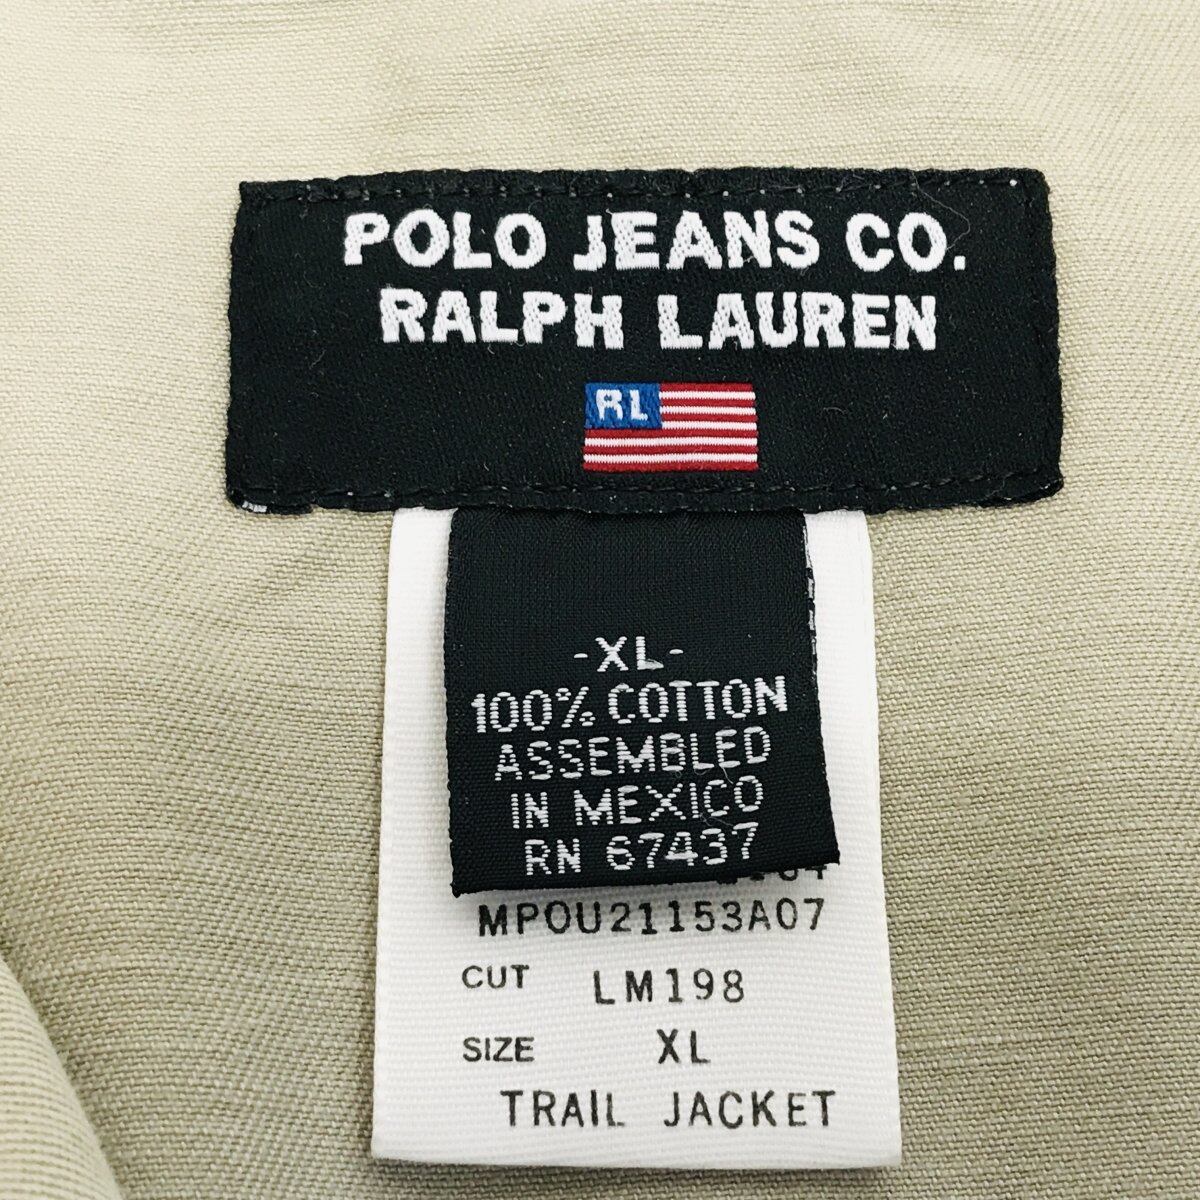 POLO JEANS CO.
RALPH LAUREN
RL
-XL-
100% COTTON
ASSEMBLED
IN MEXICO
RN 67437
MPOU21153A07
CUT LM198
SIZE XL
TRAIL JACKET